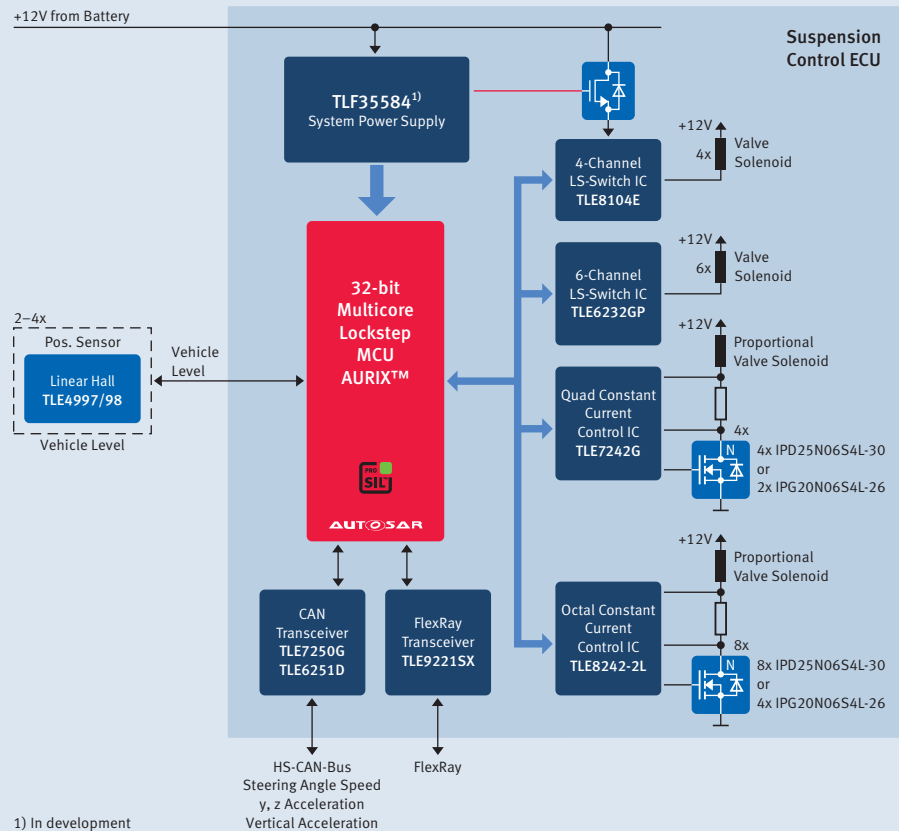 +12V from Battery
Suspension
Control ECU
TLF35584¹⁾
System Power Supply
+12V
4x
Valve
Solenoid
4-Channel
LS-Switch IC
TLE8104E
+12V
6x
Valve
Solenoid
6-Channel
LS-Switch IC
TLE6232GP
32-bit
Multicore
Lockstep
MCU
AURIX™
PRO
SIL
AUTOSAR
2–4x
Pos. Sensor
Linear Hall
TLE4997/98
Vehicle Level
Vehicle
Level
+12V
Proportional
Valve Solenoid
Quad Constant
Current
Control IC
TLE7242G
4x
N
4x IPD25N06S4L-30
or
2x IPG20N06S4L-26
+12V
Proportional
Valve Solenoid
Octal Constant
Current
Control IC
TLE8242-2L
8x
N
8x IPD25N06S4L-30
or
4x IPG20N06S4L-26
CAN
Transceiver
TLE7250G
TLE6251D
FlexRay
Transceiver
TLE9221SX
HS-CAN-Bus
Steering Angle Speed
y, z Acceleration
Vertical Acceleration
FlexRay
1) In development